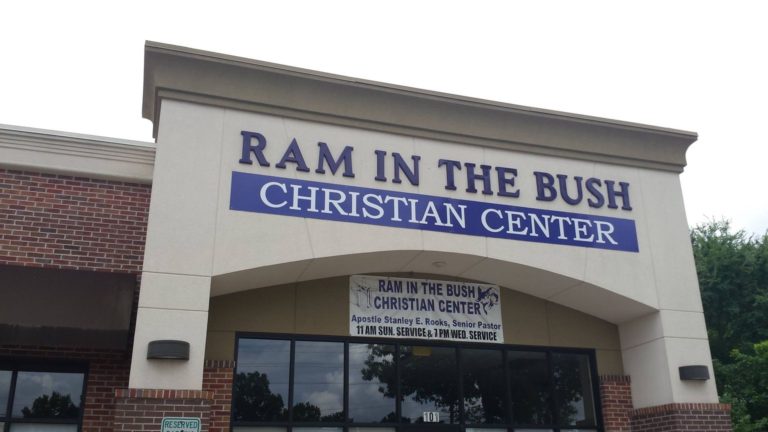 RAM IN THE BUSH
CHRISTIAN CENTER
RAM IN THE BUSH
CHRISTIAN CENTER
Apostle Stanley E. Rooks, Senior Pastor
11 AM SUN. SERVICE & 7 PM WED. SERVICE
101
RESERVED